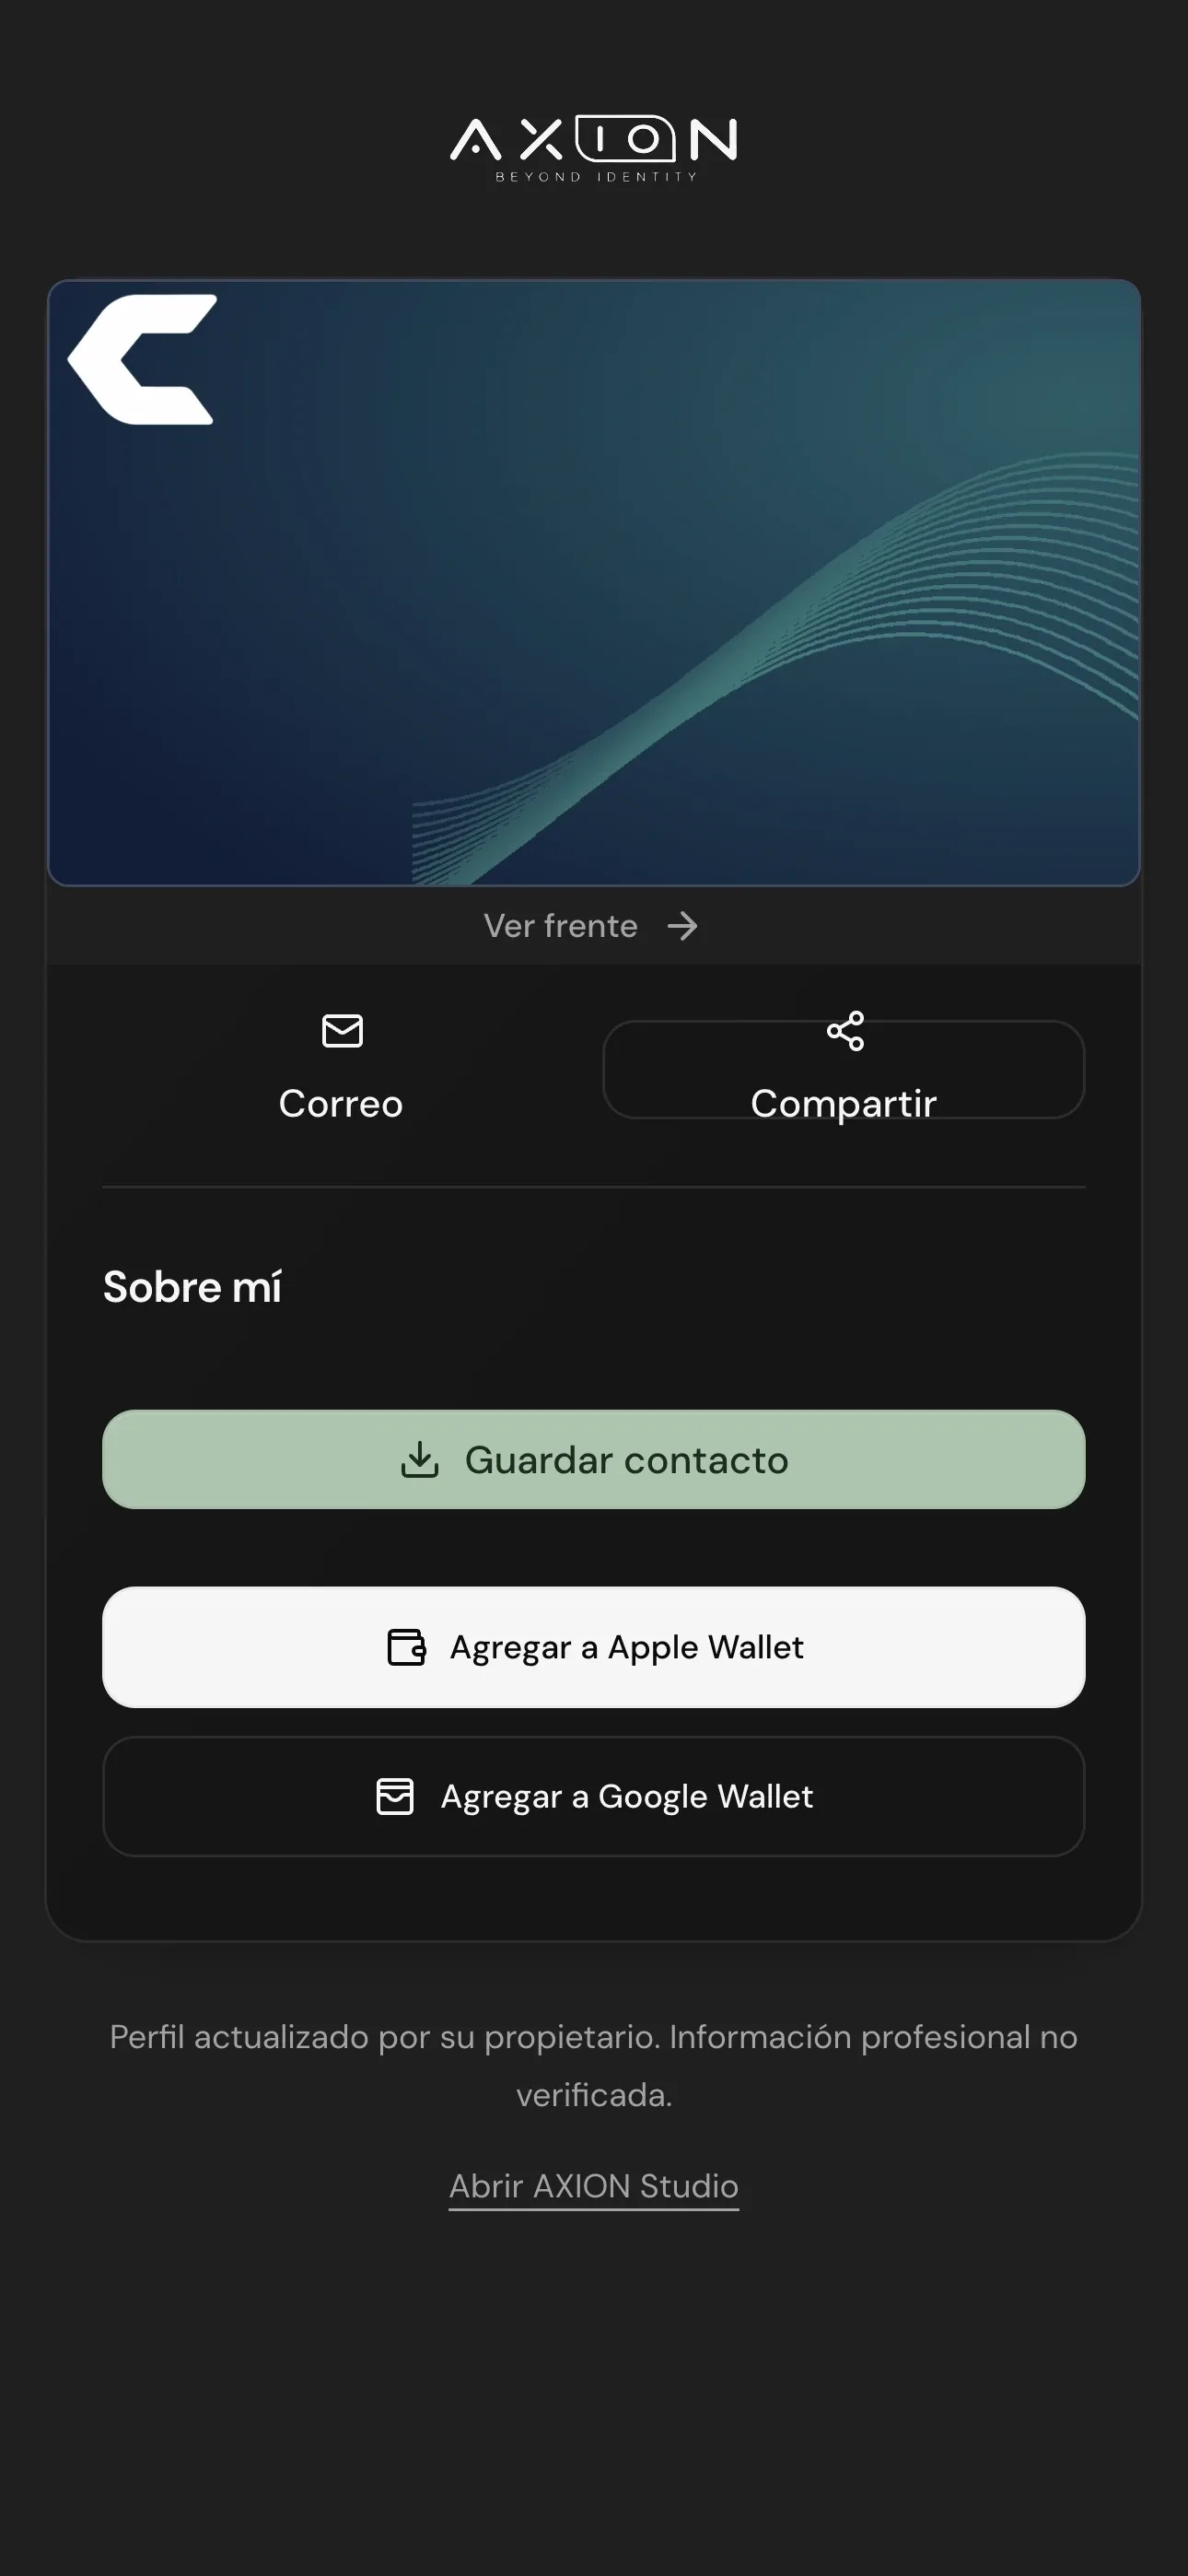 AXION
BEYOND IDENTITY
Ver frente
Correo
Compartir
Sobre mí
Guardar contacto
Agregar a Apple Wallet
Agregar a Google Wallet
Perfil actualizado por su propietario. Información profesional no
verificada.
Abrir AXION Studio